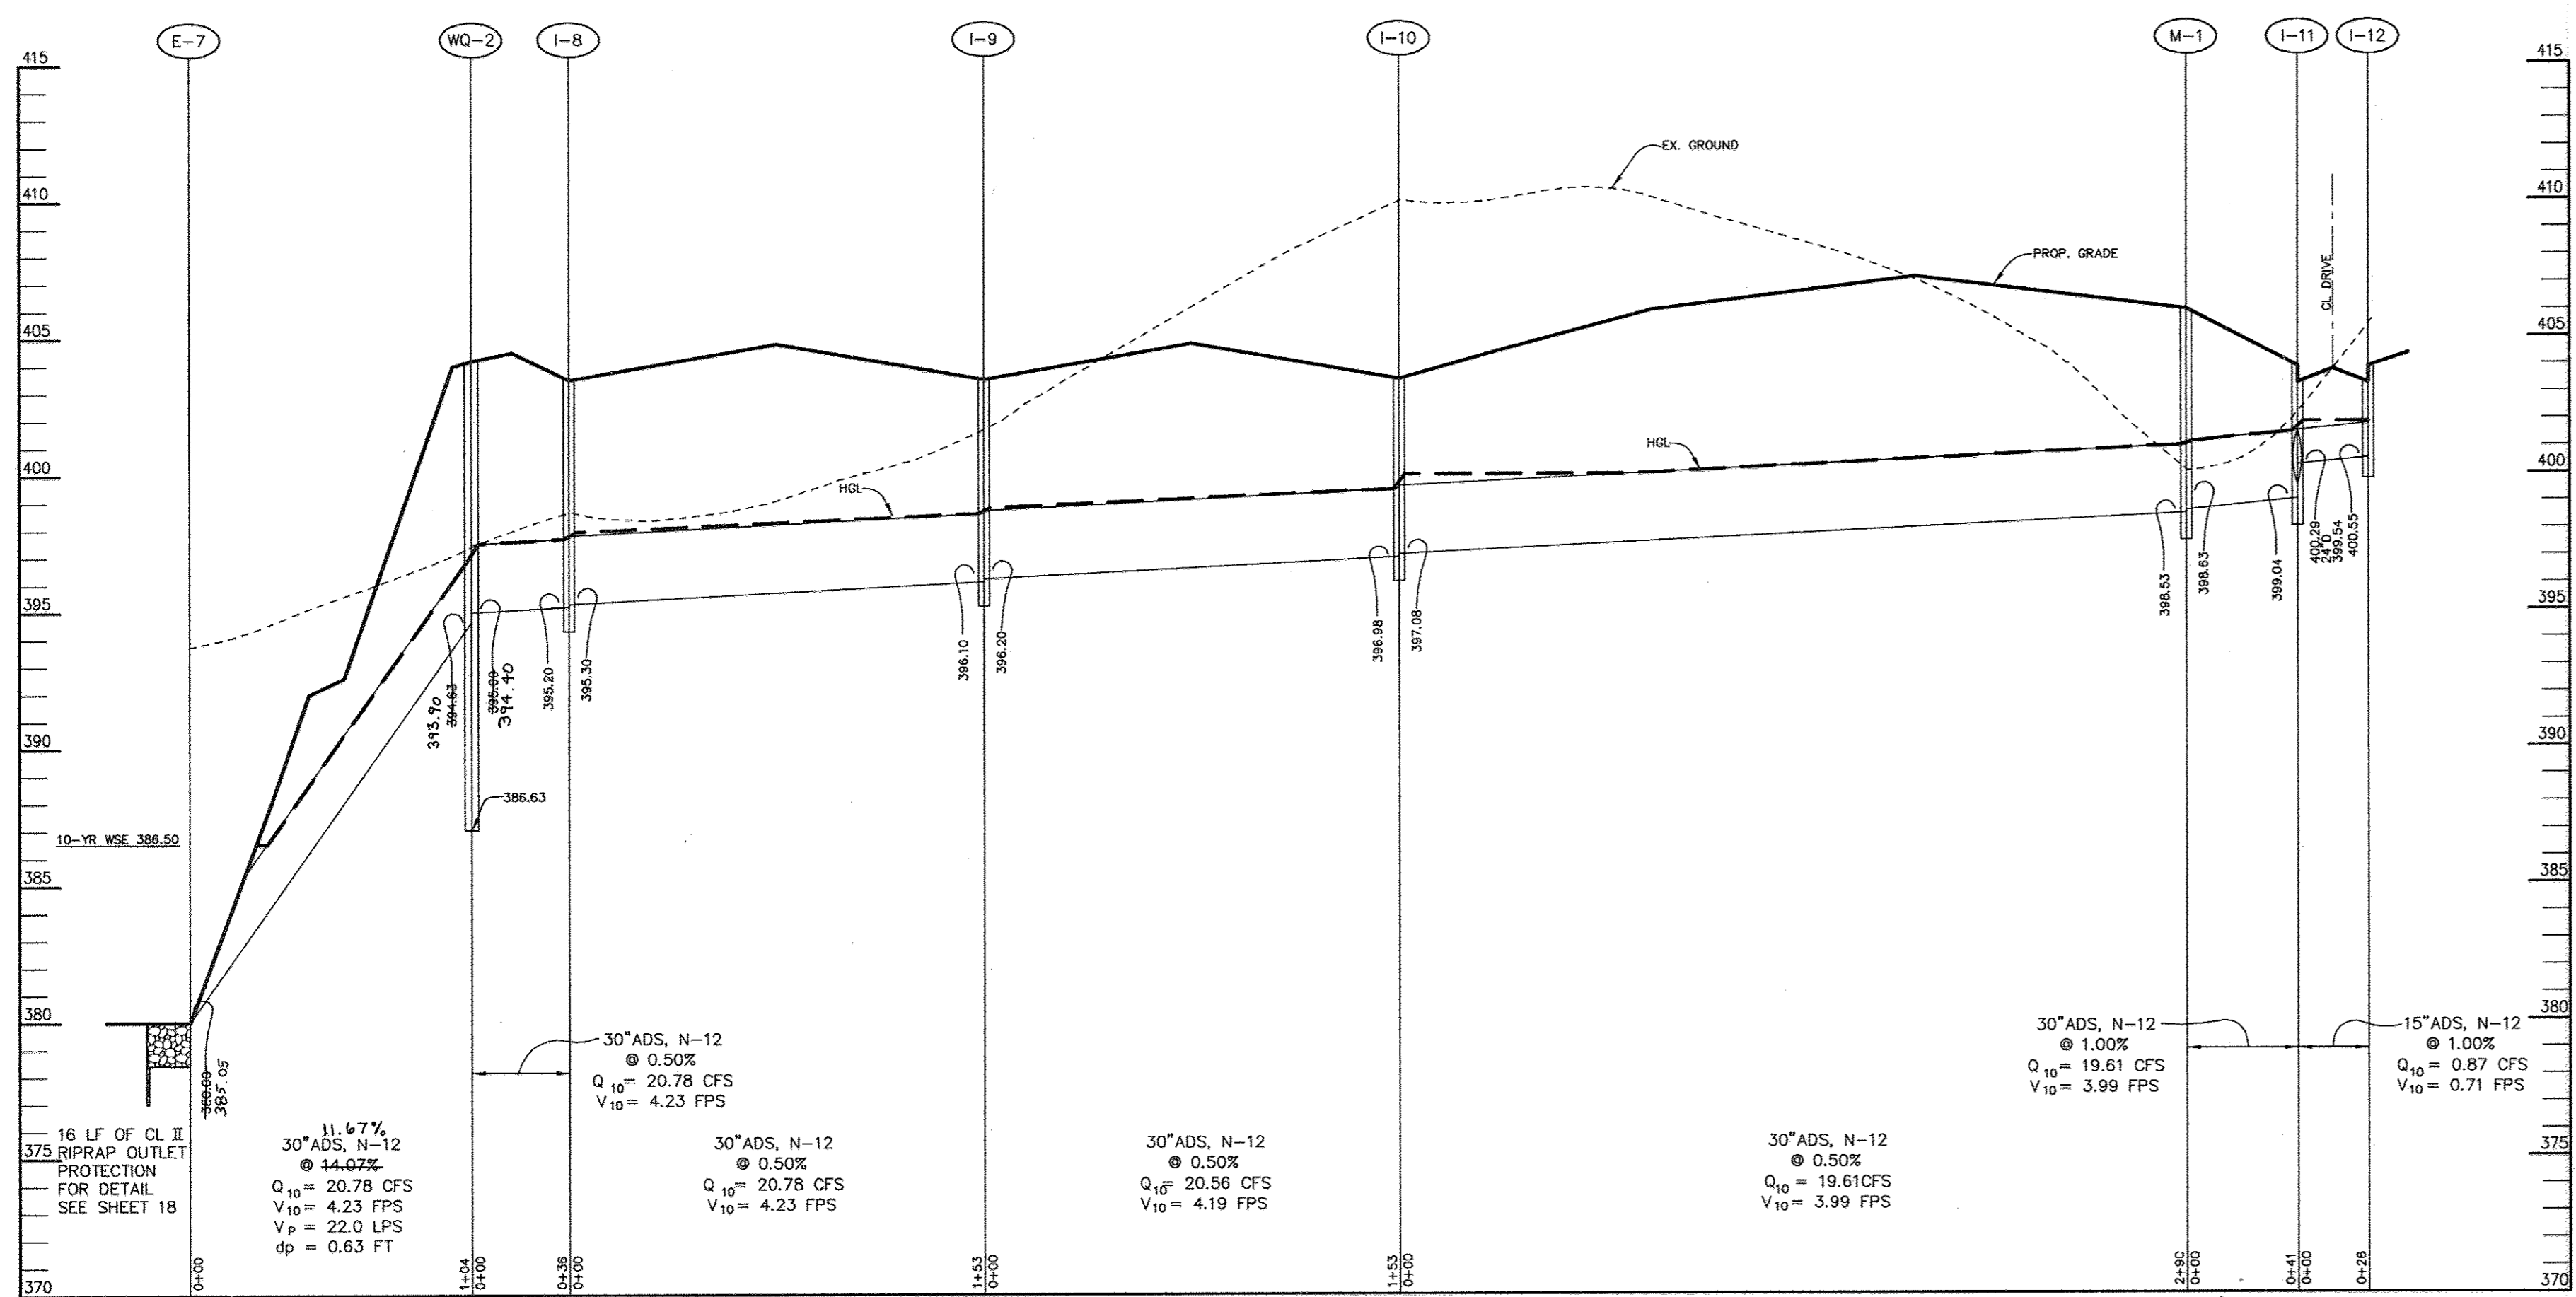 E-7
WQ-2
I-8
I-9
I-10
M-1
I-11
I-12
415
415
EX. GROUND
410
410
PROP. GRADE
CL DRIVE
405
405
HGL
HGL
400
400
395
395
393.90
394.63
395.00
394.40
395.20
395.30
396.10
396.20
396.98
397.08
398.53
398.63
399.04
400.29
24"D
399.54
400.55
390
390
386.63
10-YR WSE 386.50
385
385
380
380
380.00
385.05
30"ADS, N-12
@ 0.50%
Q10= 20.78 CFS
V10= 4.23 FPS
30"ADS, N-12
@ 1.00%
Q10= 19.61 CFS
V10= 3.99 FPS
15"ADS, N-12
@ 1.00%
Q10= 0.87 CFS
V10= 0.71 FPS
16 LF OF CL II
RIPRAP OUTLET
PROTECTION
FOR DETAIL
SEE SHEET 18
375
375
11.67%
30"ADS, N-12
@ 14.07%
Q10= 20.78 CFS
V10= 4.23 FPS
VP = 22.0 LPS
dp = 0.63 FT
30"ADS, N-12
@ 0.50%
Q10= 20.78 CFS
V10= 4.23 FPS
30"ADS, N-12
@ 0.50%
Q10= 20.56 CFS
V10= 4.19 FPS
30"ADS, N-12
@ 0.50%
Q10 = 19.61CFS
V10= 3.99 FPS
370
370
0+00
1+04
0+00
0+36
0+00
1+53
0+00
1+53
0+00
2+90
0+00
0+41
0+00
0+26